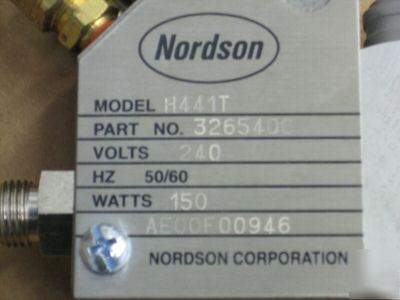 Nordson
MODEL H441T
PART NO. 326540C
VOLTS 240
HZ 50/60
WATTS 150
AE00F00946
NORDSON CORPORATION